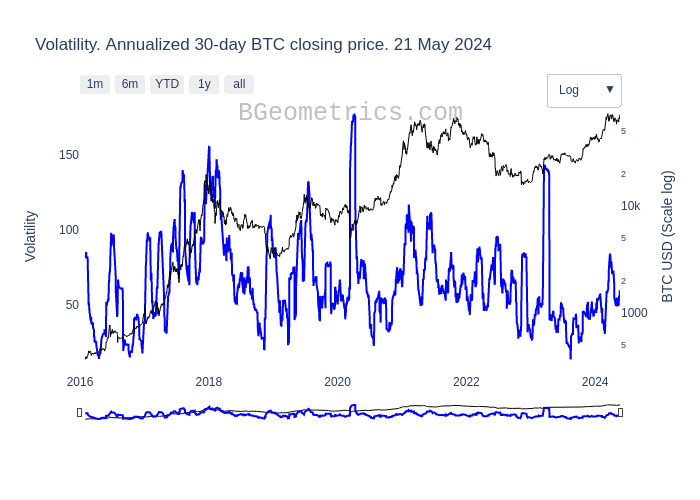 Volatility. Annualized 30-day BTC closing price. 21 May 2024
1m 6m YTD 1y all
Log ▼
BGeometrics.com
Volatility
150
100
50
5
2
10k
5
2
1000
5
BTC USD (Scale log)
2016 2018 2020 2022 2024